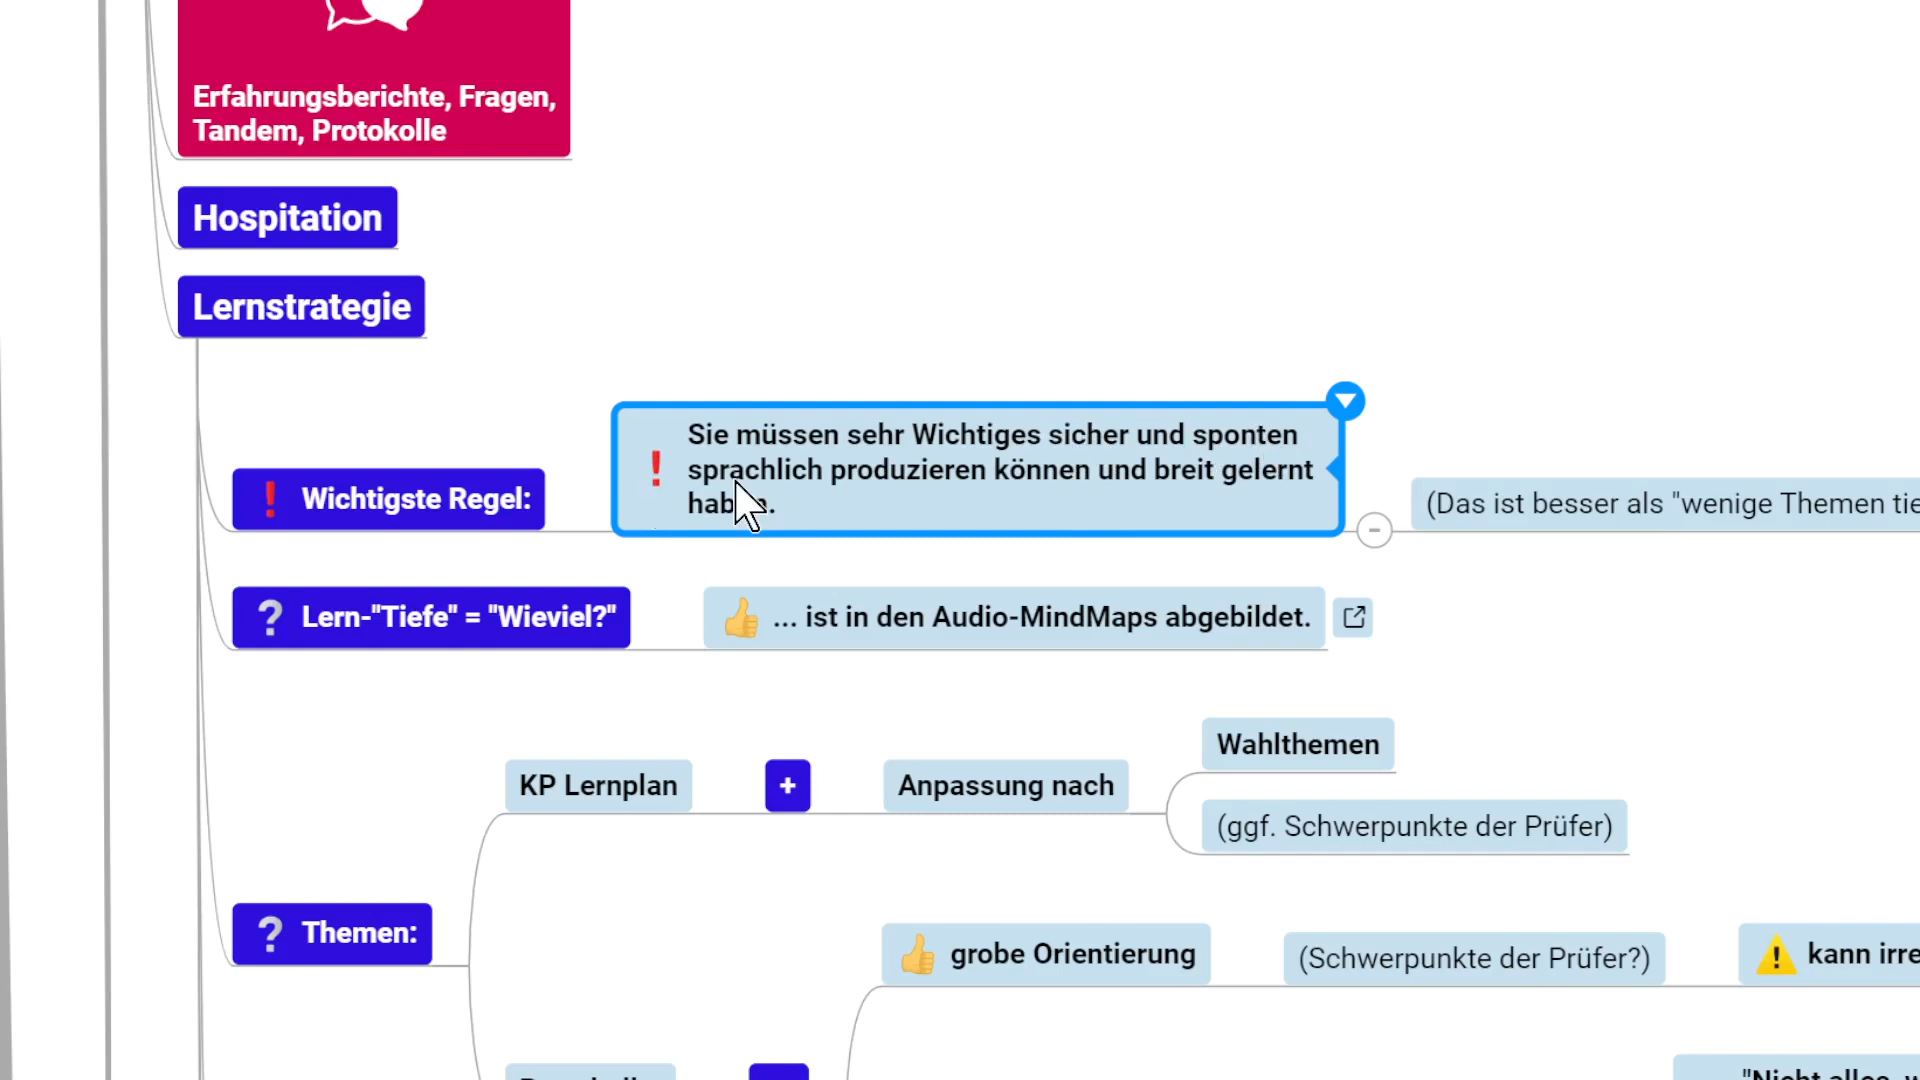 Erfahrungsberichte, Fragen,
Tandem, Protokolle
Hospitation
Lernstrategie
Wichtigste Regel:
Sie müssen sehr Wichtiges sicher und sponten
sprachlich produzieren können und breit gelernt
(Das ist besser als "wenige Themen
Lern-"Tiefe" = "Wieviel?"
... ist in den Audio-MindMaps abgebildet.
KP Lernplan
+
Anpassung nach
Wahlthemen
(ggf. Schwerpunkte der Prüfer)
Themen:
grobe Orientierung
(Schwerpunkte der Prüfer?)
kann